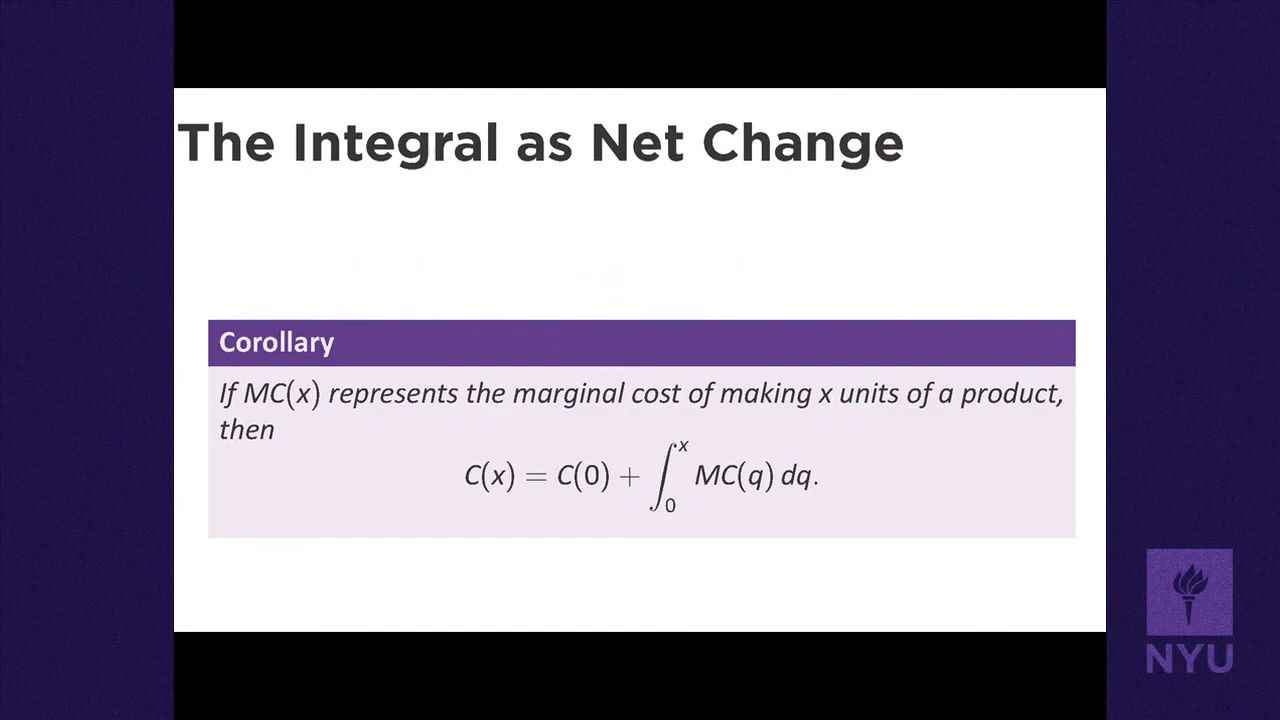 The Integral as Net Change
Corollary
If MC(x) represents the marginal cost of making x units of a product,
then
C(x) = C(0) + ∫₀ˣ MC(q) dq.
NYU